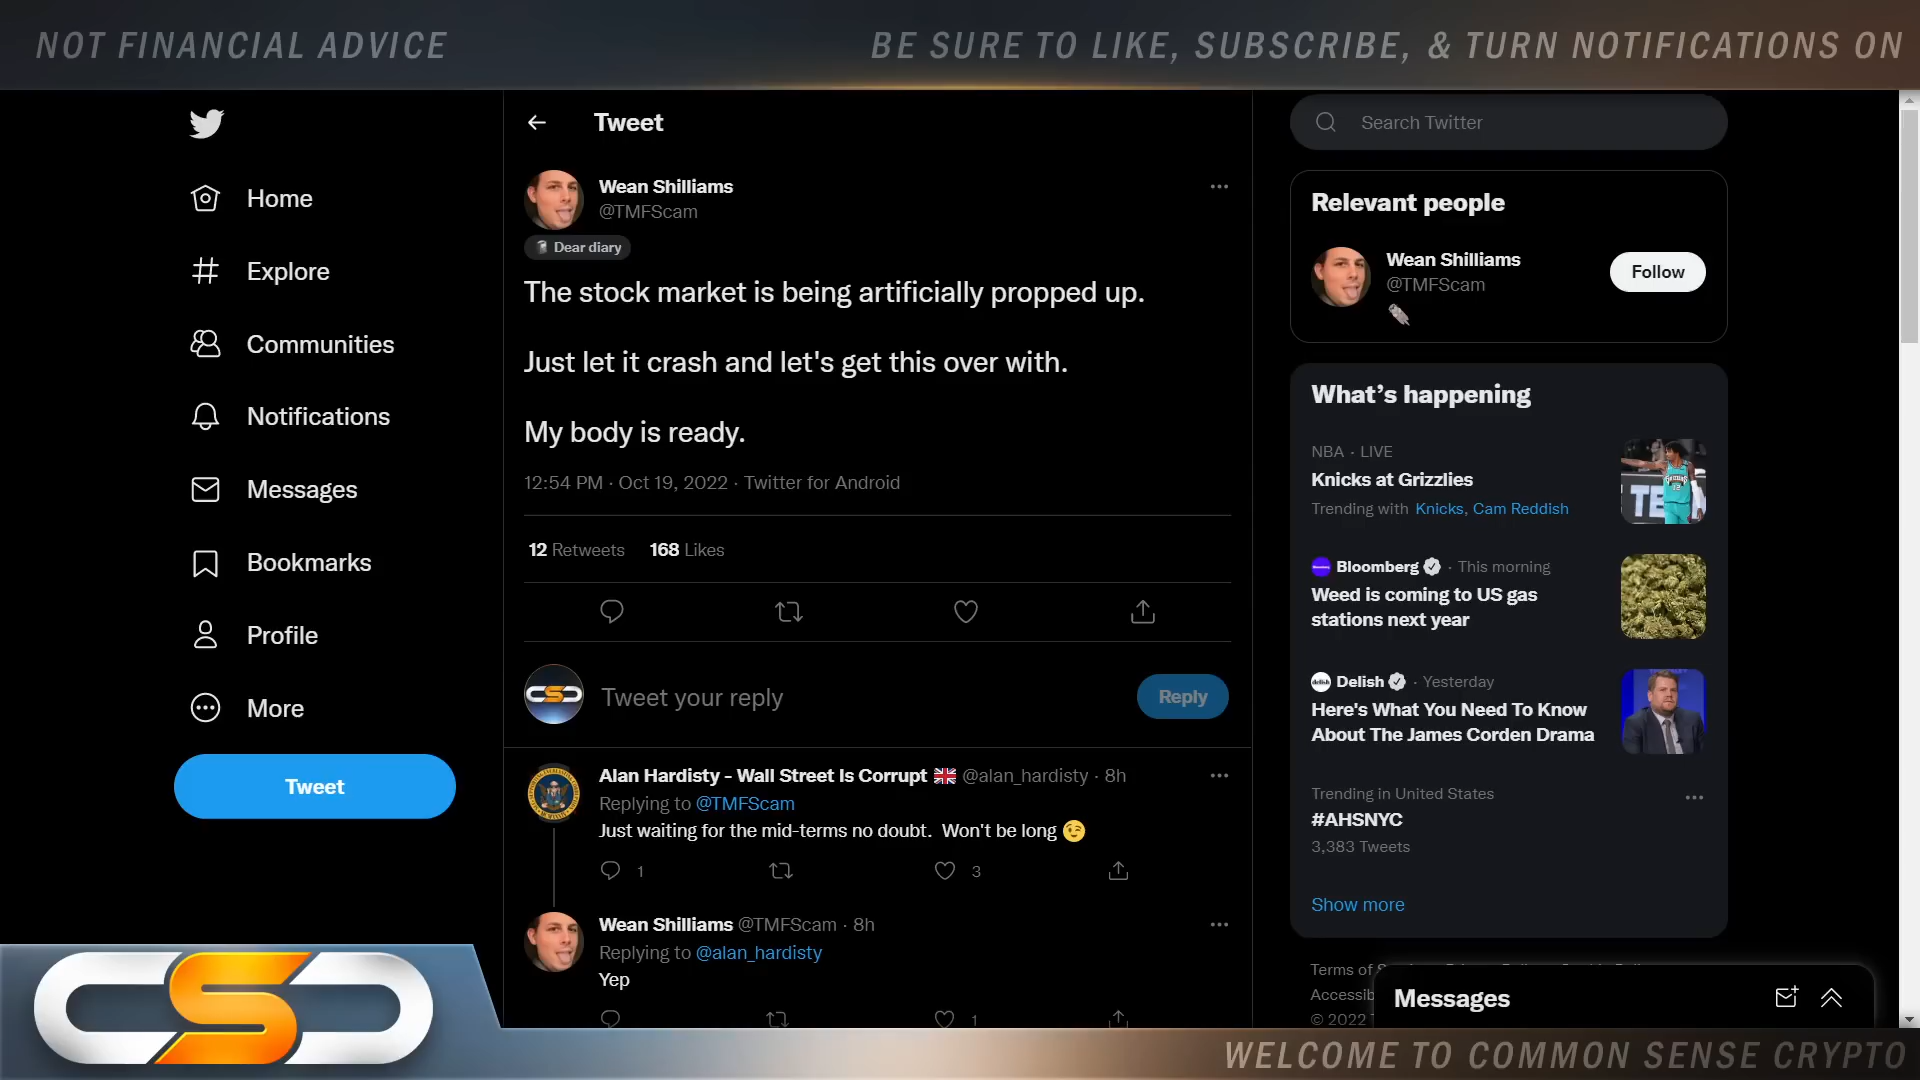 NOT FINANCIAL ADVICE
BE SURE TO LIKE, SUBSCRIBE, & TURN NOTIFICATIONS ON
Home
Explore
Communities
Notifications
Messages
Bookmarks
Profile
More
Tweet
Tweet
Wean Shilliams
@TMFScam
Dear diary
The stock market is being artificially propped up.
Just let it crash and let's get this over with.
My body is ready.
12:54 PM · Oct 19, 2022 · Twitter for Android
12 Retweets 168 Likes
Tweet your reply
Reply
Alan Hardisty - Wall Street Is Corrupt 🇬🇧 @alan_hardisty · 8h
Replying to @TMFScam
Just waiting for the mid-terms no doubt. Won't be long 😉
1
3
Wean Shilliams @TMFScam · 8h
Replying to @alan_hardisty
Yep
1
Search Twitter
Relevant people
Wean Shilliams
@TMFScam
Follow
What's happening
NBA · LIVE
Knicks at Grizzlies
Trending with Knicks, Cam Reddish
Bloomberg · This morning
Weed is coming to US gas
stations next year
Delish · Yesterday
Here's What You Need To Know
About The James Corden Drama
Trending in United States
#AHSNYC
3,383 Tweets
Show more
Terms of
© 2022
Messages
CSC
WELCOME TO COMMON SENSE CRYPTO